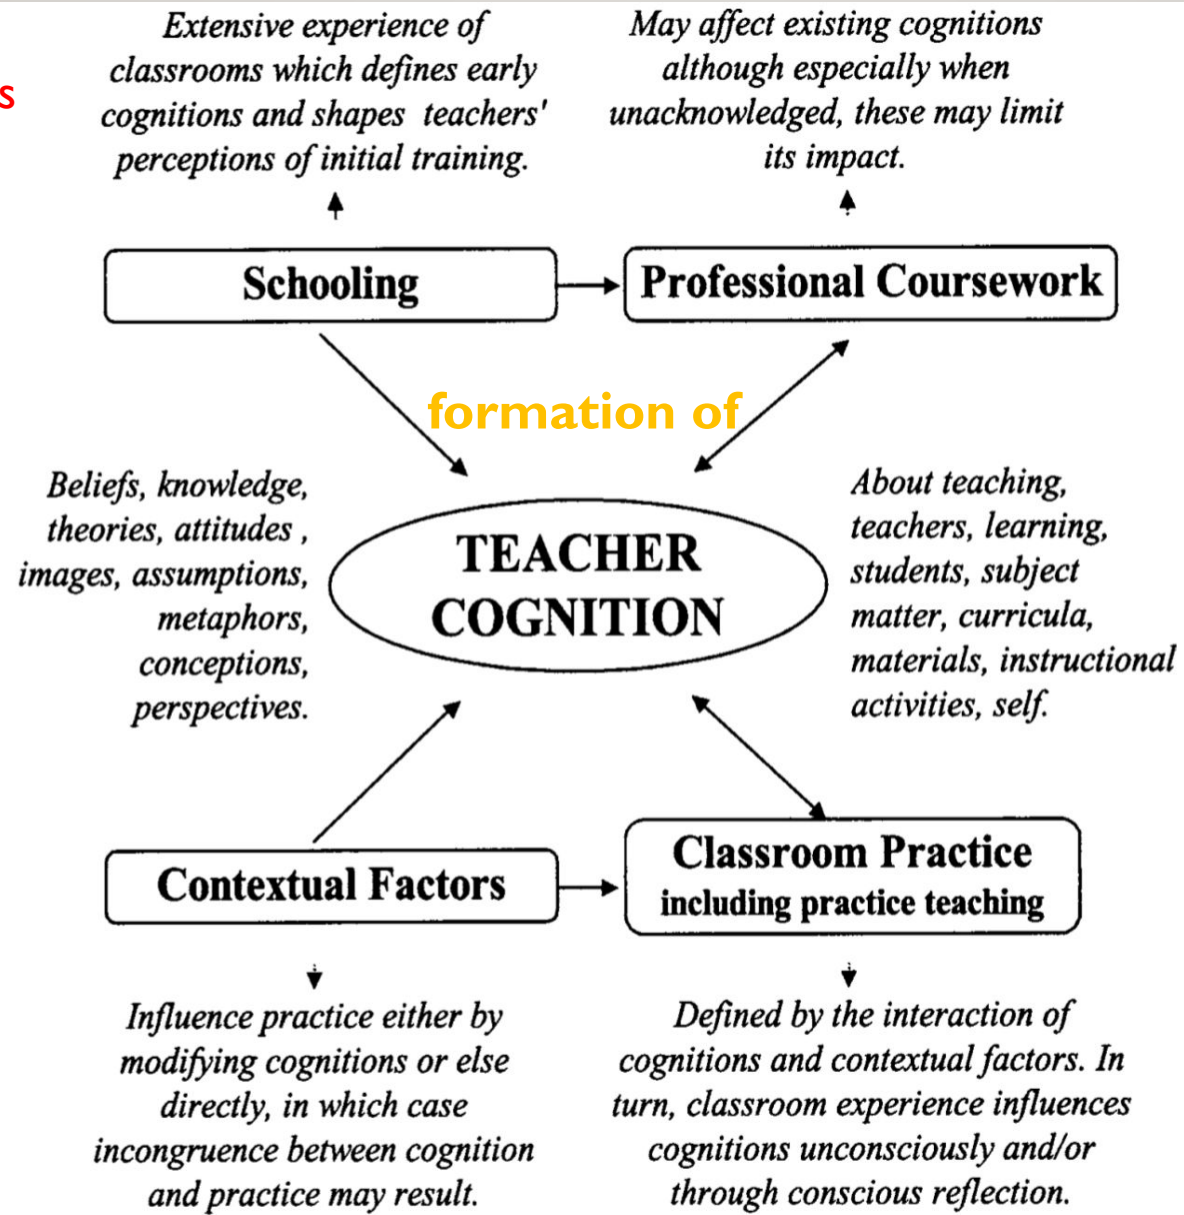 Extensive experience of
classrooms which defines early
cognitions and shapes teachers'
perceptions of initial training.
May affect existing cognitions
although especially when
unacknowledged, these may limit
its impact.
s
Schooling
Professional Coursework
formation of
Beliefs, knowledge,
theories, attitudes ,
images, assumptions,
metaphors,
conceptions,
perspectives.
TEACHER
COGNITION
About teaching,
teachers, learning,
students, subject
matter, curricula,
materials, instructional
activities, self.
Contextual Factors
Classroom Practice
including practice teaching
Influence practice either by
modifying cognitions or else
directly, in which case
incongruence between cognition
and practice may result.
Defined by the interaction of
cognitions and contextual factors. In
turn, classroom experience influences
cognitions unconsciously and/or
through conscious reflection.